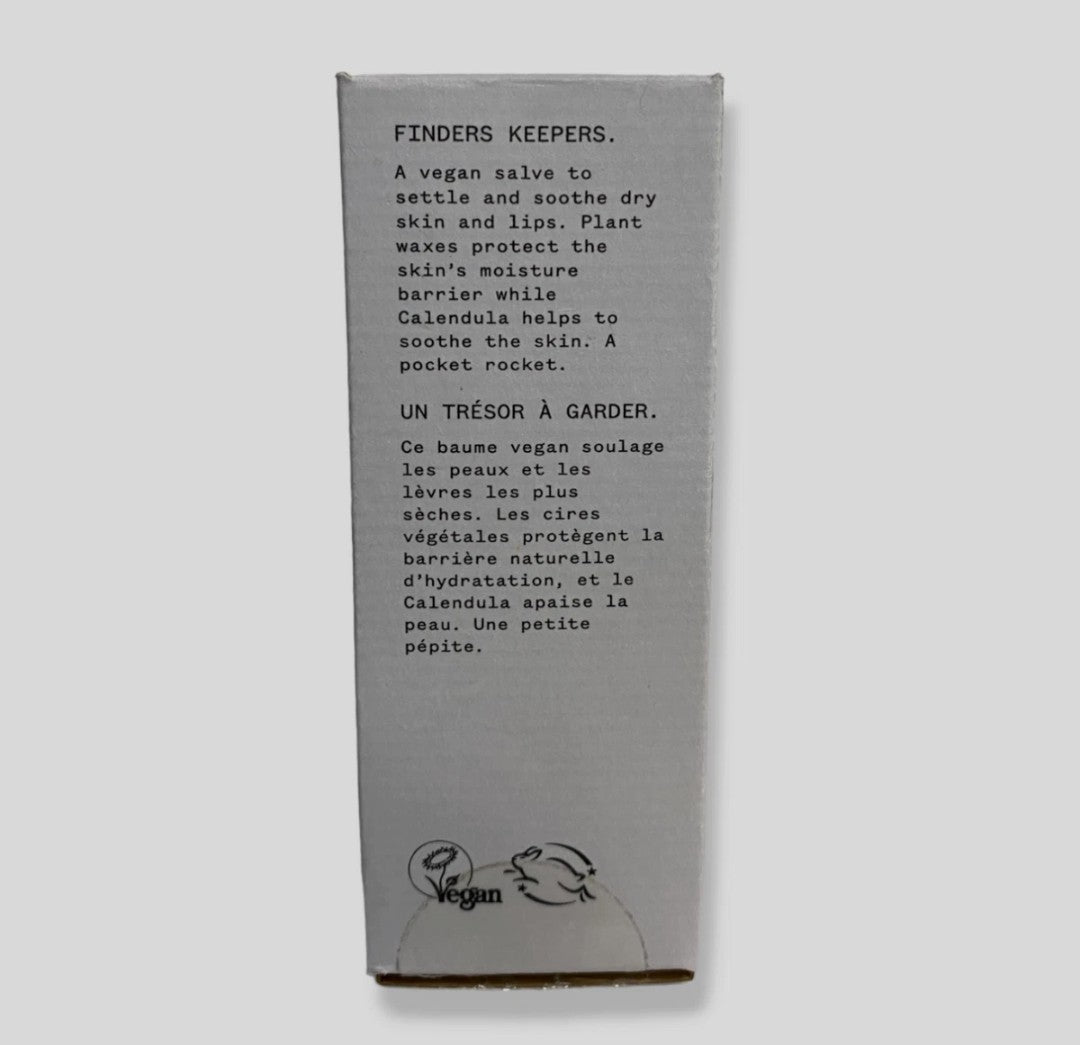 FINDERS KEEPERS.
A vegan salve to
settle and soothe dry
skin and lips. Plant
waxes protect the
skin's moisture
barrier while
Calendula helps to
soothe the skin. A
pocket rocket.
UN TRÉSOR À GARDER.
Ce baume vegan soulage
les peaux et les
lèvres les plus
sèches. Les cires
végétales protègent la
barrière naturelle
d'hydratation, et le
Calendula apaise la
peau. Une petite
pépite.
Vegan